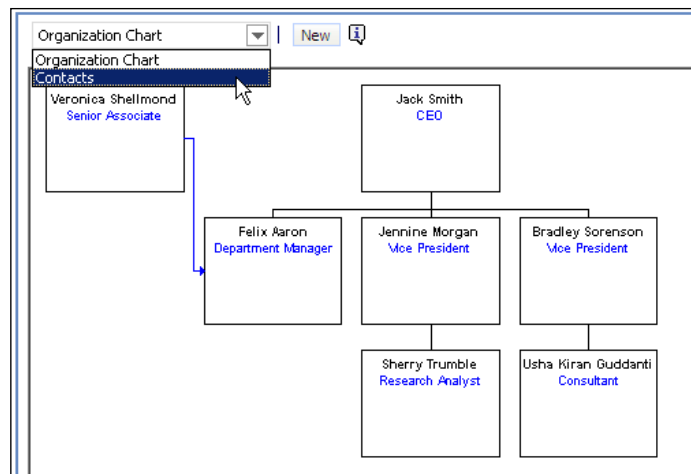 Organization Chart
New
Organization Chart
Contacts
Veronica Shellmond
Senior Associate
Jack Smith
CEO
Felix Aaron
Department Manager
Jennine Morgan
Vice President
Bradley Sorenson
Vice President
Sherry Trumble
Research Analyst
Usha Kiran Guddanti
Consultant